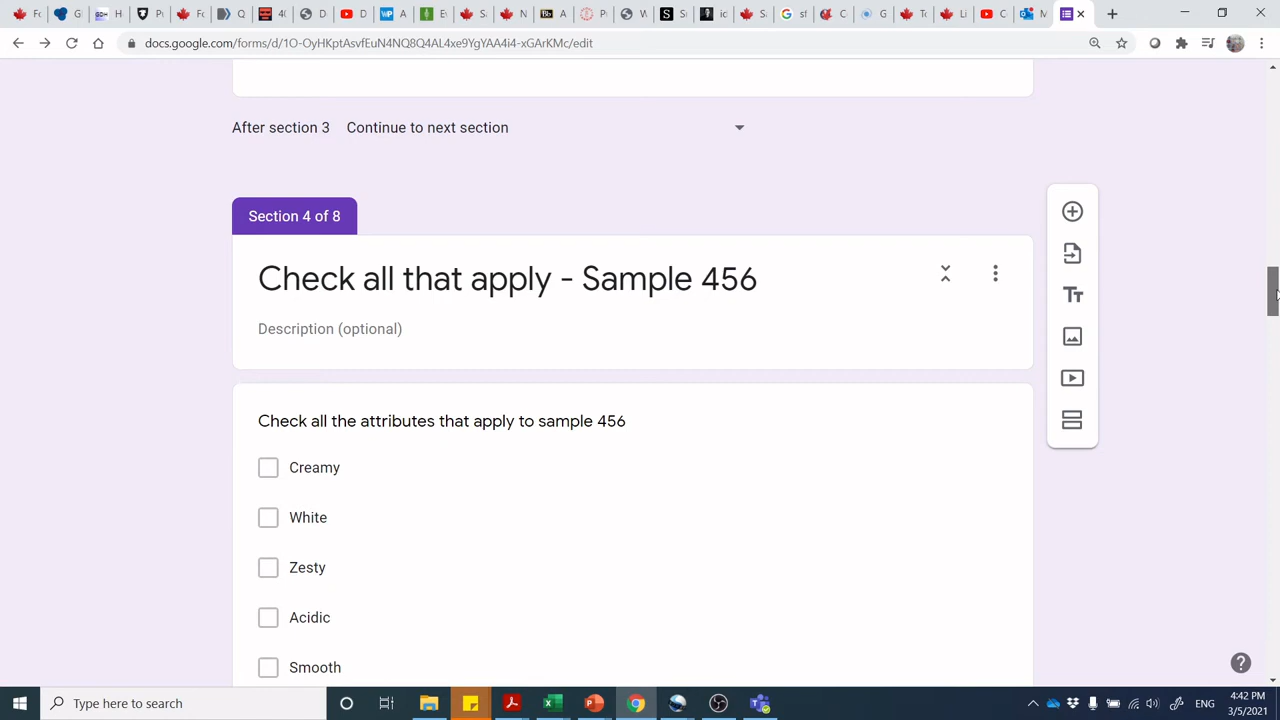 docs.google.com/forms/d/1O-OyHKptAsvfEuN4NQ8Q4AL4xe9YgYAA4i4-xGArKMc/edit
After section 3 Continue to next section
Section 4 of 8
Check all that apply - Sample 456
Description (optional)
Check all the attributes that apply to sample 456
Creamy
White
Zesty
Acidic
Smooth
Type here to search
ENG
4:42 PM
3/5/2021